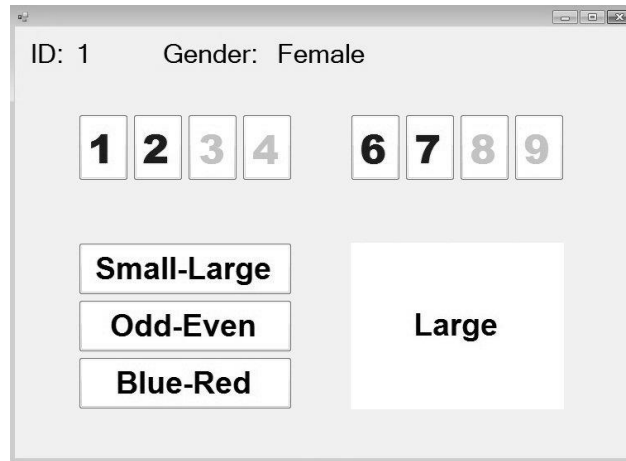 ID: 1 Gender: Female
1 2 3 4 6 7 8 9
Small-Large
Odd-Even
Large
Blue-Red